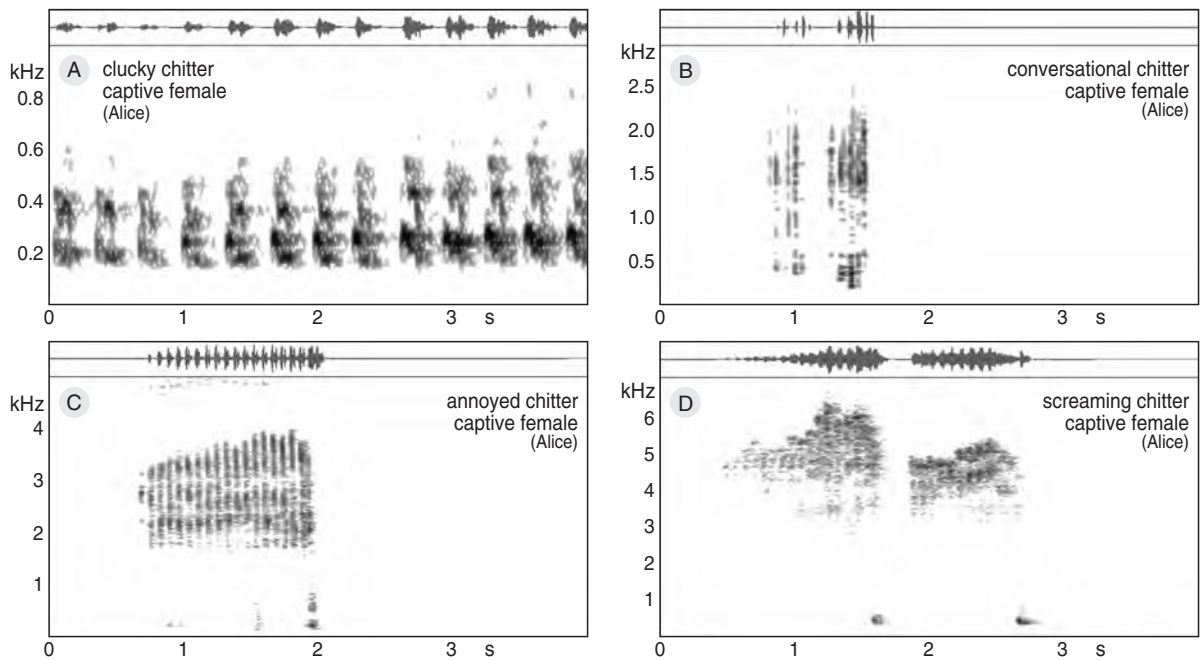 kHz
A
clucky chitter
captive female
(Alice)
0.8
0.6
0.4
0.2
0 1 2 3 s
B
conversational chitter
captive female
(Alice)
kHz
2.5
2.0
1.5
1.0
0.5
0 1 2 3 s
C
annoyed chitter
captive female
(Alice)
kHz
4
3
2
1
0 1 2 3 s
D
screaming chitter
captive female
(Alice)
kHz
6
5
4
3
2
1
0 1 2 3 s